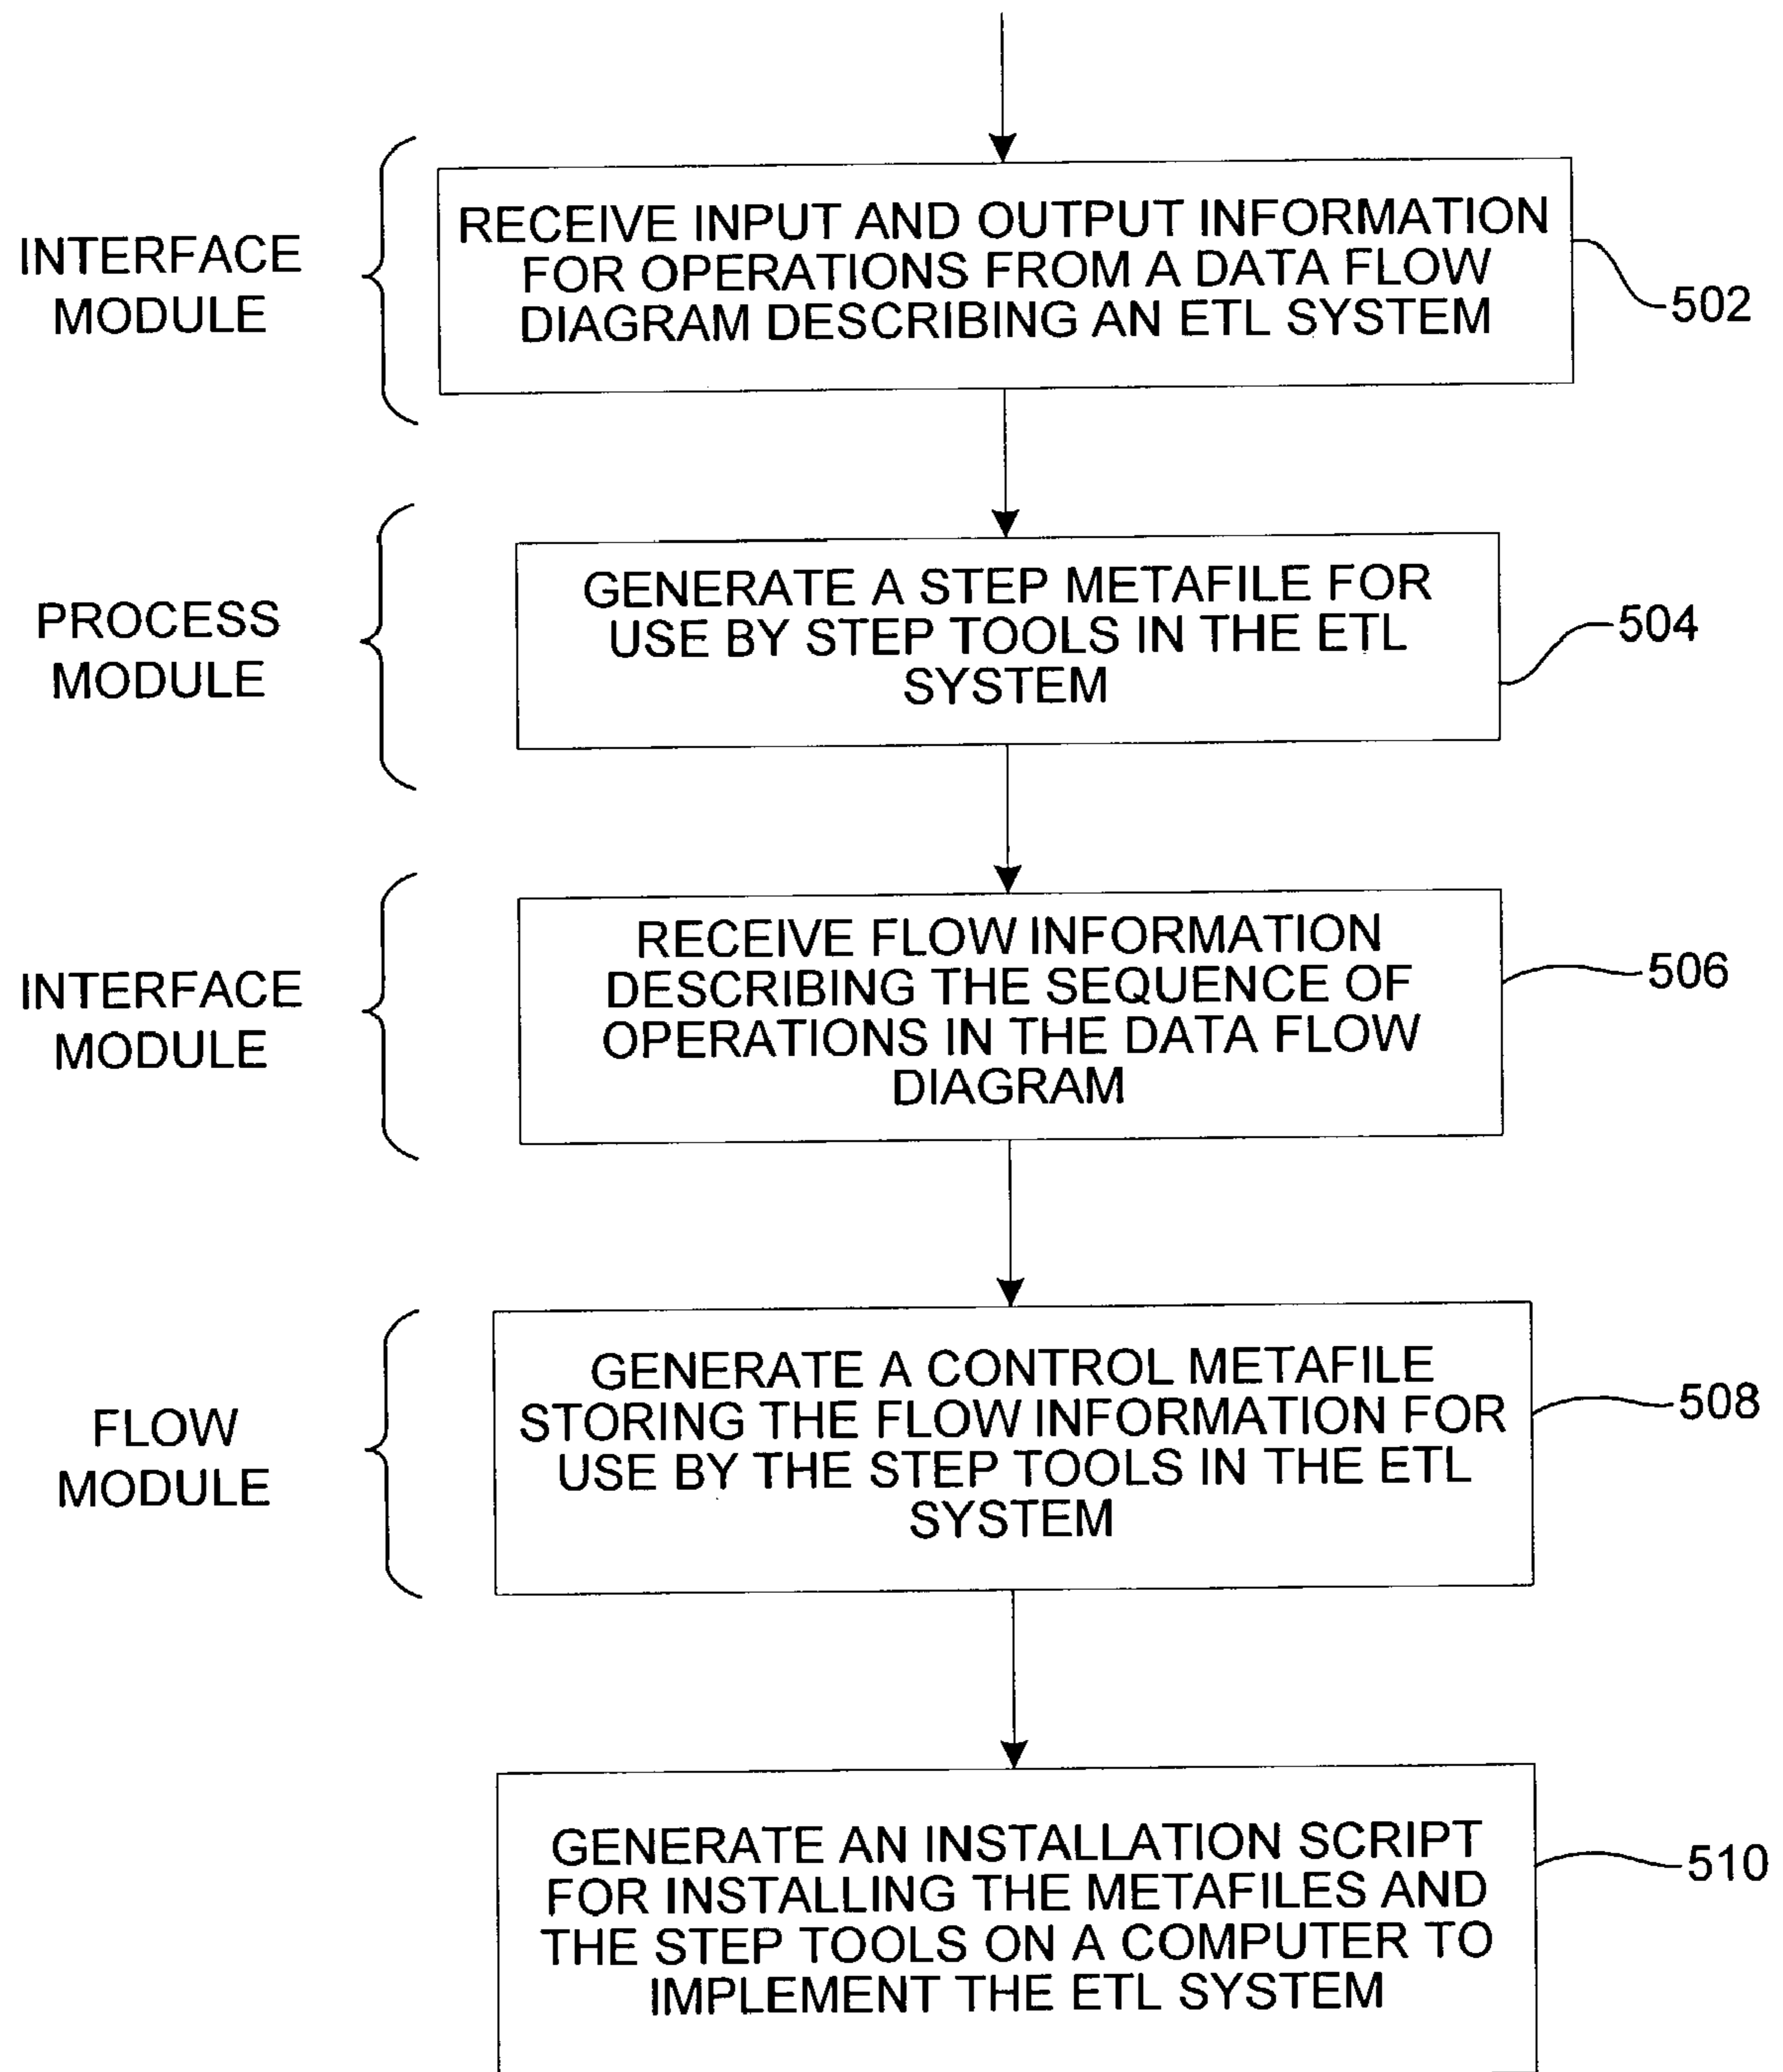 INTERFACE
MODULE
RECEIVE INPUT AND OUTPUT INFORMATION
FOR OPERATIONS FROM A DATA FLOW
DIAGRAM DESCRIBING AN ETL SYSTEM
502
PROCESS
MODULE
GENERATE A STEP METAFILE FOR
USE BY STEP TOOLS IN THE ETL
SYSTEM
504
INTERFACE
MODULE
RECEIVE FLOW INFORMATION
DESCRIBING THE SEQUENCE OF
OPERATIONS IN THE DATA FLOW
DIAGRAM
506
FLOW
MODULE
GENERATE A CONTROL METAFILE
STORING THE FLOW INFORMATION FOR
USE BY THE STEP TOOLS IN THE ETL
SYSTEM
508
GENERATE AN INSTALLATION SCRIPT
FOR INSTALLING THE METAFILES AND
THE STEP TOOLS ON A COMPUTER TO
IMPLEMENT THE ETL SYSTEM
510